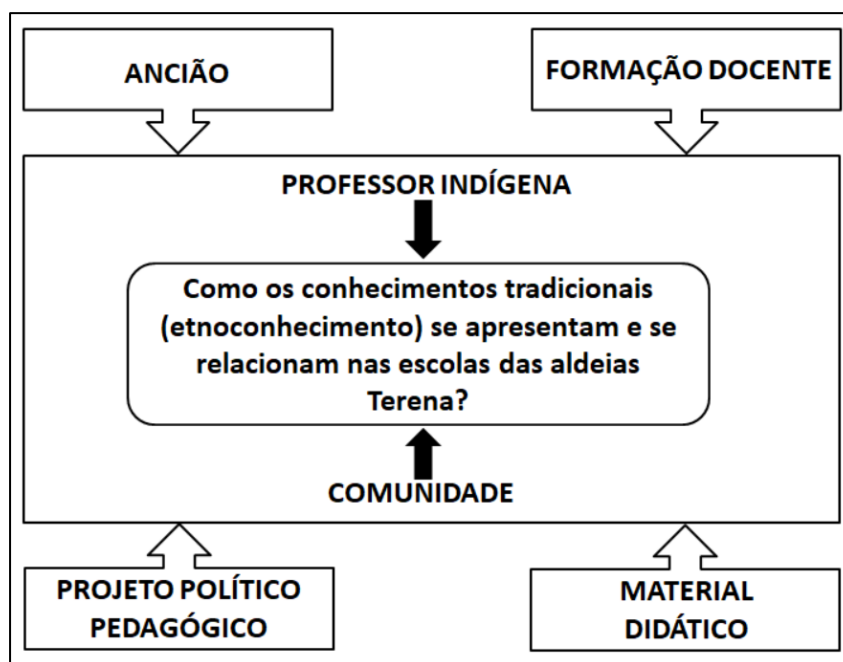 ANCIÃO
FORMAÇÃO DOCENTE
PROFESSOR INDÍGENA
Como os conhecimentos tradicionais
(etnoconhecimento) se apresentam e se
relacionam nas escolas das aldeias
Terena?
COMUNIDADE
PROJETO POLÍTICO
PEDAGÓGICO
MATERIAL
DIDÁTICO